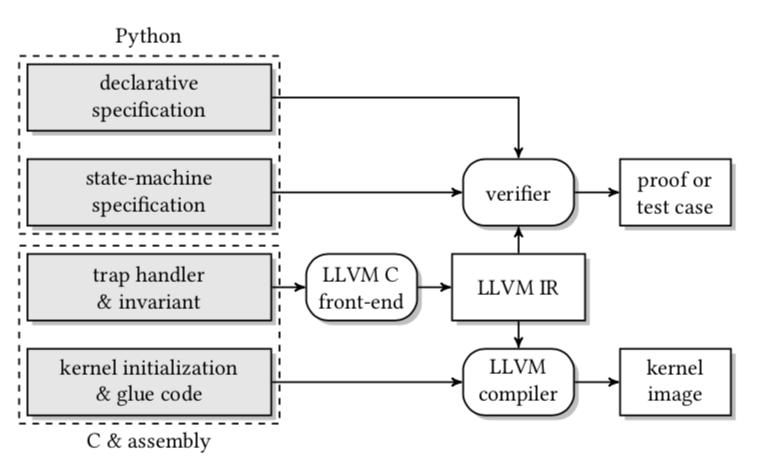 Python
declarative
specification
state-machine
specification
verifier
proof or
test case
trap handler
& invariant
LLVM C
front-end
LLVM IR
kernel initialization
& glue code
LLVM
compiler
kernel
image
C & assembly